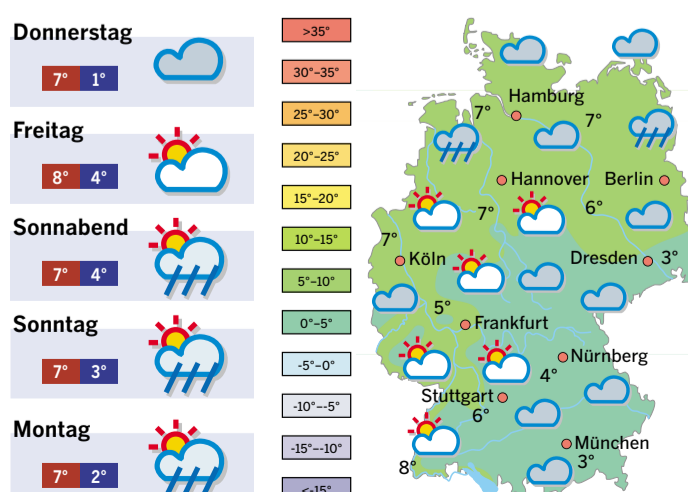 Donnerstag
7° 1°
Freitag
8° 4°
Sonnabend
7° 4°
Sonntag
7° 3°
Montag
7° 2°
>35°
30°–35°
25°–30°
20°–25°
15°–20°
10°–15°
5°–10°
0°–5°
-5°–0°
-10°–-5°
-15°–-10°
<-15°
Hamburg
7° 7°
Hannover Berlin
7° 6°
7°
Köln Dresden 3°
5°
Frankfurt
Nürnberg
4°
Stuttgart
6°
München
8° 3°